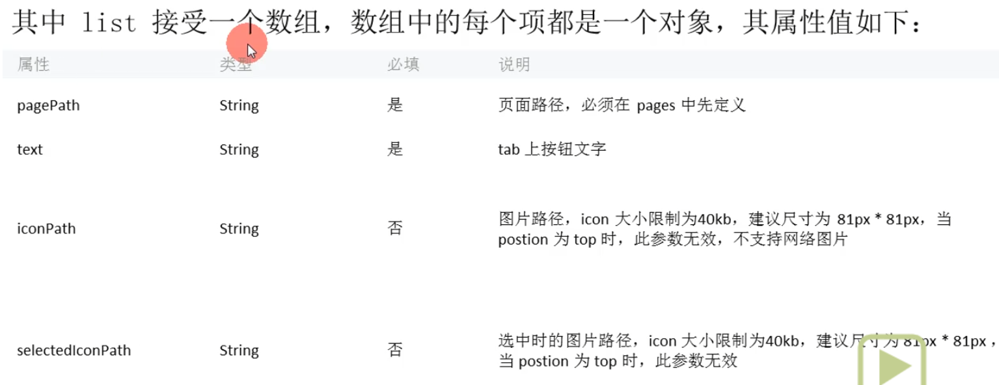 其中 list 接受一个数组，数组中的每个项都是一个对象，其属性值如下：
属性 类型 必填 说明
pagePath String 是 页面路径，必须在 pages 中先定义
text String 是 tab 上按钮文字
iconPath String 否 图片路径，icon 大小限制为40kb，建议尺寸为 81px * 81px，当
postion 为 top 时，此参数无效，不支持网络图片
selectedIconPath String 否 选中时的图片路径，icon 大小限制为40kb，建议尺寸为 81px * 81px ，
当 postion 为 top 时，此参数无效